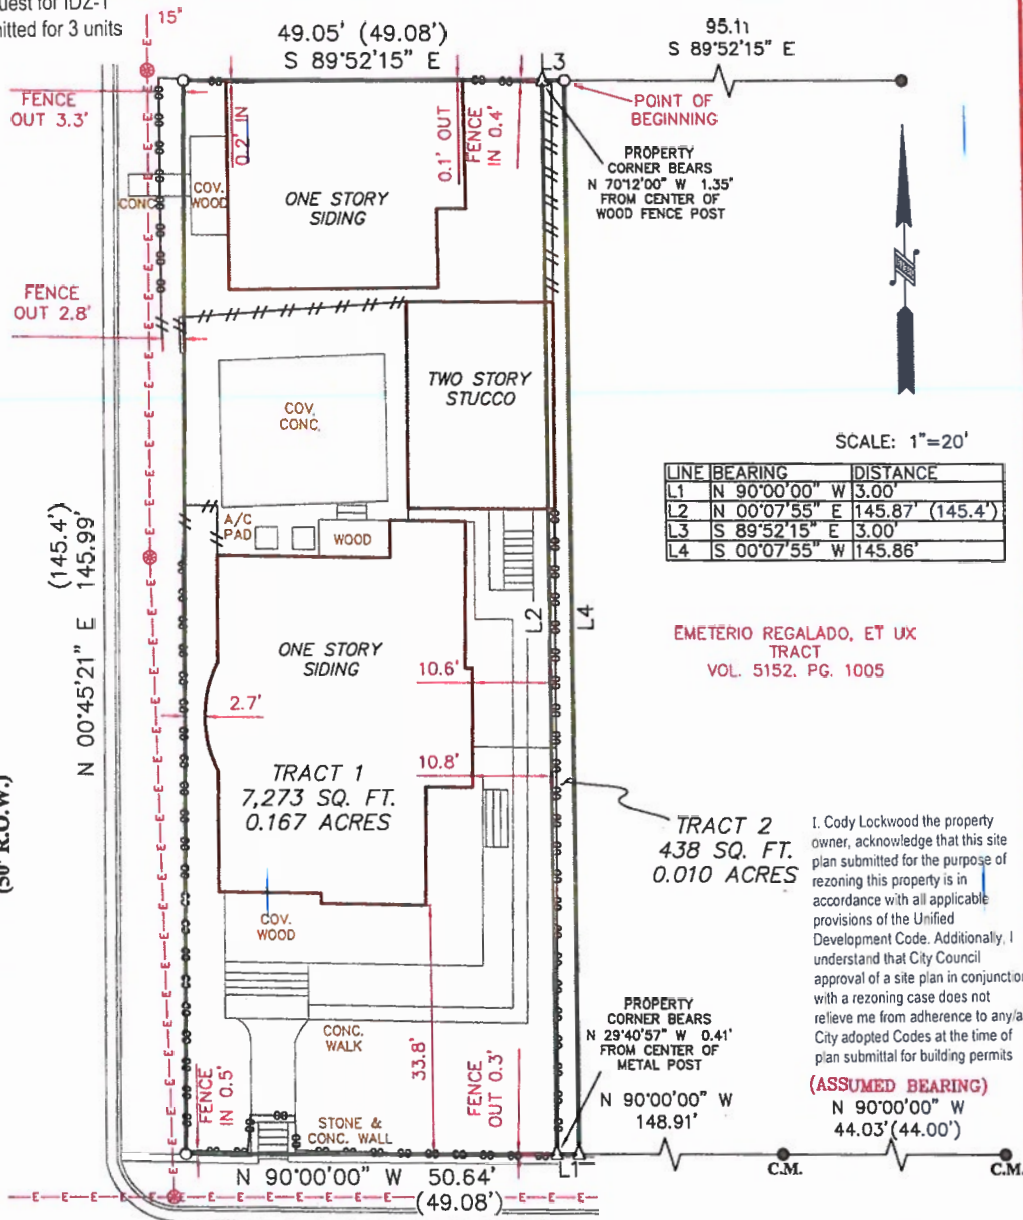 uest for IDZ-1
itted for 3 units
15"
49.05' (49.08')
S 89°52'15" E
L3
95.11
S 89°52'15" E
FENCE
OUT 3.3'
0.2' IN
0.1' OUT
FENCE
IN 0.4'
POINT OF
BEGINNING
PROPERTY
CORNER BEARS
N 70°12'00" W 1.35'
FROM CENTER OF
WOOD FENCE POST
CONC.
COV.
WOOD
ONE STORY
SIDING
FENCE
OUT 2.8'
TWO STORY
STUCCO
COV.
CONC.
SCALE: 1"=20'
LINE BEARING DISTANCE
L1 N 90°00'00" W 3.00'
L2 N 00°07'55" E 145.87' (145.4')
L3 S 89°52'15" E 3.00'
L4 S 00°07'55" W 145.86'
A/C
PAD
WOOD
(145.4')
N 00°45'21" E 145.99'
L2
L4
EMETERIO REGALADO, ET UX
TRACT
VOL. 5152, PG. 1005
ONE STORY
SIDING
10.6'
2.7'
10.8'
TRACT 1
7,273 SQ. FT.
0.167 ACRES
(50' R.O.W.)
TRACT 2
438 SQ. FT.
0.010 ACRES
I. Cody Lockwood the property
owner, acknowledge that this site
plan submitted for the purpose of
rezoning this property is in
accordance with all applicable
provisions of the Unified
Development Code. Additionally, I
understand that City Council
approval of a site plan in conjunction
with a rezoning case does not
relieve me from adherence to any/a
City adopted Codes at the time of
plan submittal for building permits
COV.
WOOD
CONC.
WALK
33.8'
PROPERTY
CORNER BEARS
N 29°40'57" W 0.41'
FROM CENTER OF
METAL POST
FENCE
IN 0.5'
STONE &
CONC. WALL
FENCE
OUT 0.3'
N 90°00'00" W
148.91'
(ASSUMED BEARING)
N 90°00'00" W
44.03'(44.00')
N 90°00'00" W 50.64'
(49.08')
L1
C.M.
C.M.